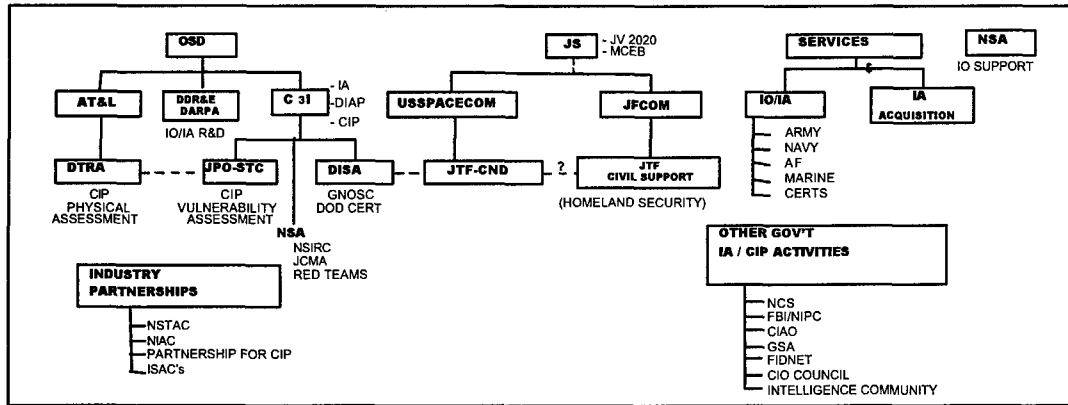 OSD
JS
- JV 2020
- MCEB
SERVICES
NSA
IO SUPPORT
AT&L
DDR&E
DARPA
IO/IA R&D
C 3I
- IA
-DIAP
- CIP
USSPACECOM
JFCOM
IO/IA
ARMY
NAVY
AF
MARINE
CERTS
IA
ACQUISITION
DTRA
CIP
PHYSICAL
ASSESSMENT
JPO-STC
CIP
VULNERABILITY
ASSESSMENT
DISA
GNOSC
DOD CERT
JTF-CND
?
JTF
CIVIL SUPPORT
(HOMELAND SECURITY)
NSA
NSIRC
JCMA
RED TEAMS
INDUSTRY
PARTNERSHIPS
NSTAC
NIAC
PARTNERSHIP FOR CIP
ISAC's
OTHER GOV'T
IA / CIP ACTIVITIES
NCS
FBI/NIPC
CIAO
GSA
FIDNET
CIO COUNCIL
INTELLIGENCE COMMUNITY